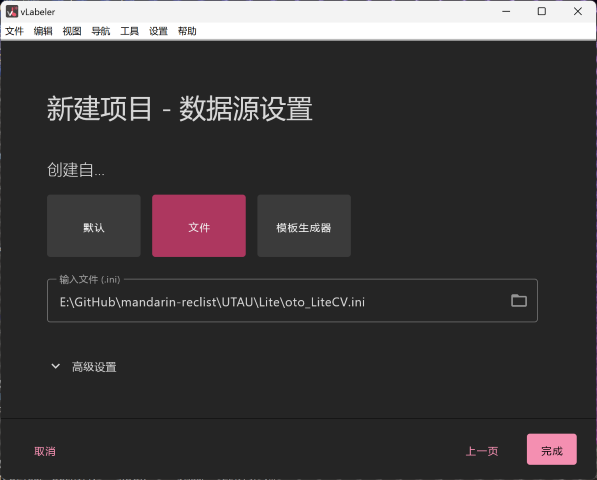 vLabeler
文件 编辑 视图 导航 工具 设置 帮助
新建项目 - 数据源设置
创建自...
默认 文件 模板生成器
输入文件 (.ini)
E:\GitHub\mandarin-reclist\UTAU\Lite\oto_LiteCV.ini
高级设置
取消 上一页 完成